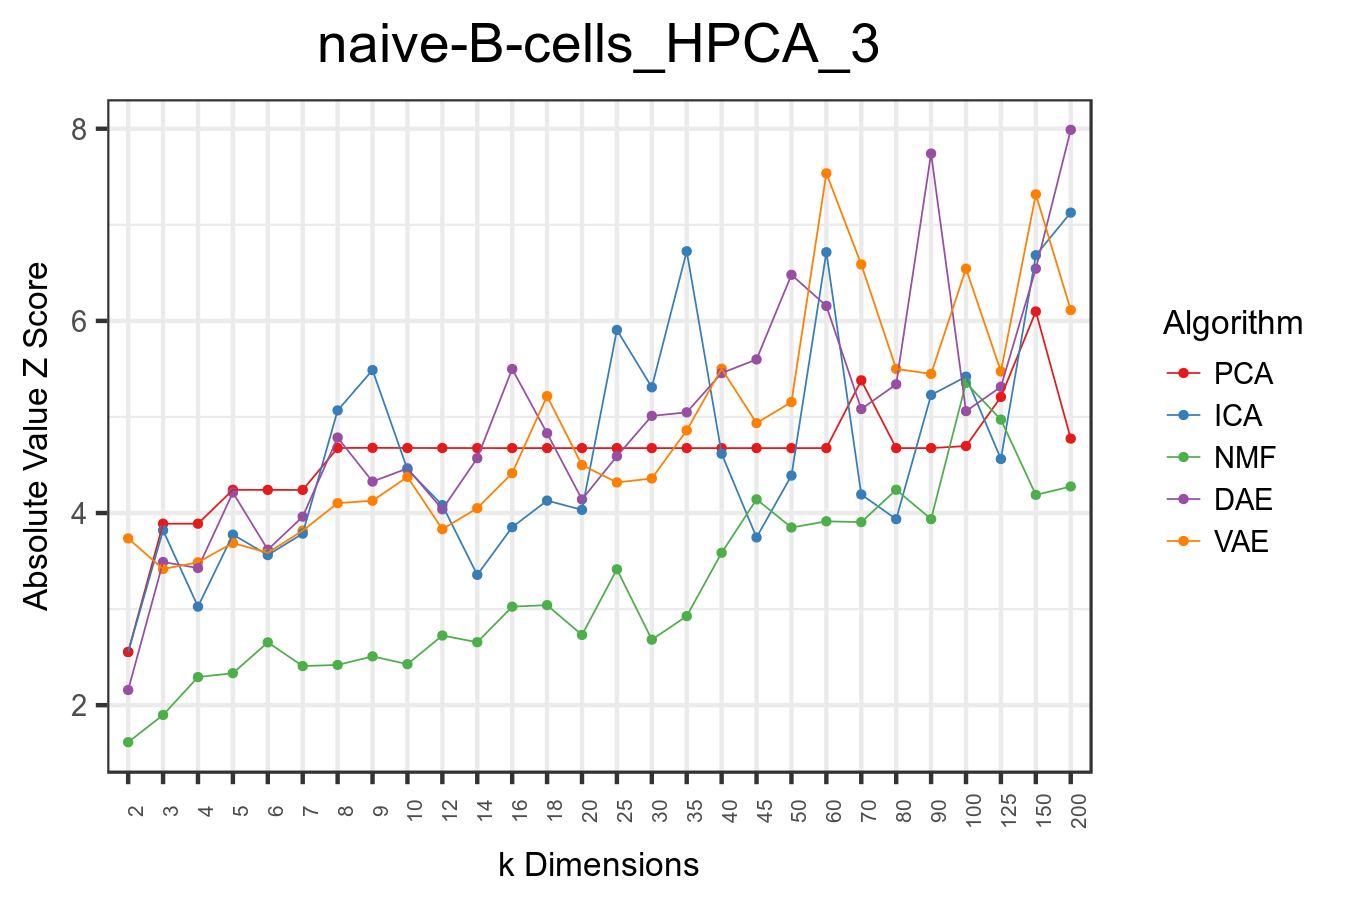 naive-B-cells_HPCA_3
Absolute Value Z Score
8
6
4
2
2 3 4 5 6 7 8 9 10 12 14 16 18 20 25 30 35 40 45 50 60 70 80 90 100 125 150 200
k Dimensions
Algorithm
PCA
ICA
NMF
DAE
VAE